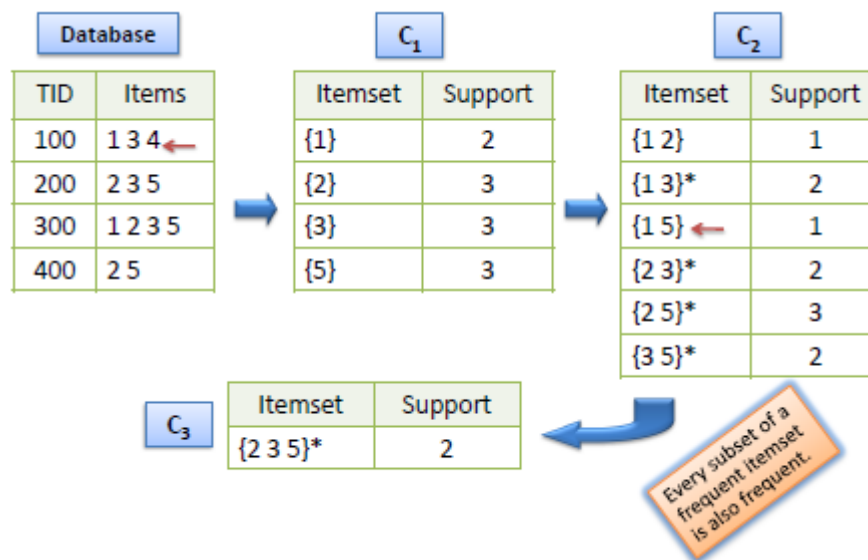 Database
C1
C2
TID Items
100 1 3 4
200 2 3 5
300 1 2 3 5
400 2 5
Itemset Support
{1} 2
{2} 3
{3} 3
{5} 3
Itemset Support
{1 2} 1
{1 3}* 2
{1 5} 1
{2 3}* 2
{2 5}* 3
{3 5}* 2
C3
Itemset Support
{2 3 5}* 2
Every subset of a
frequent itemset
is also frequent.